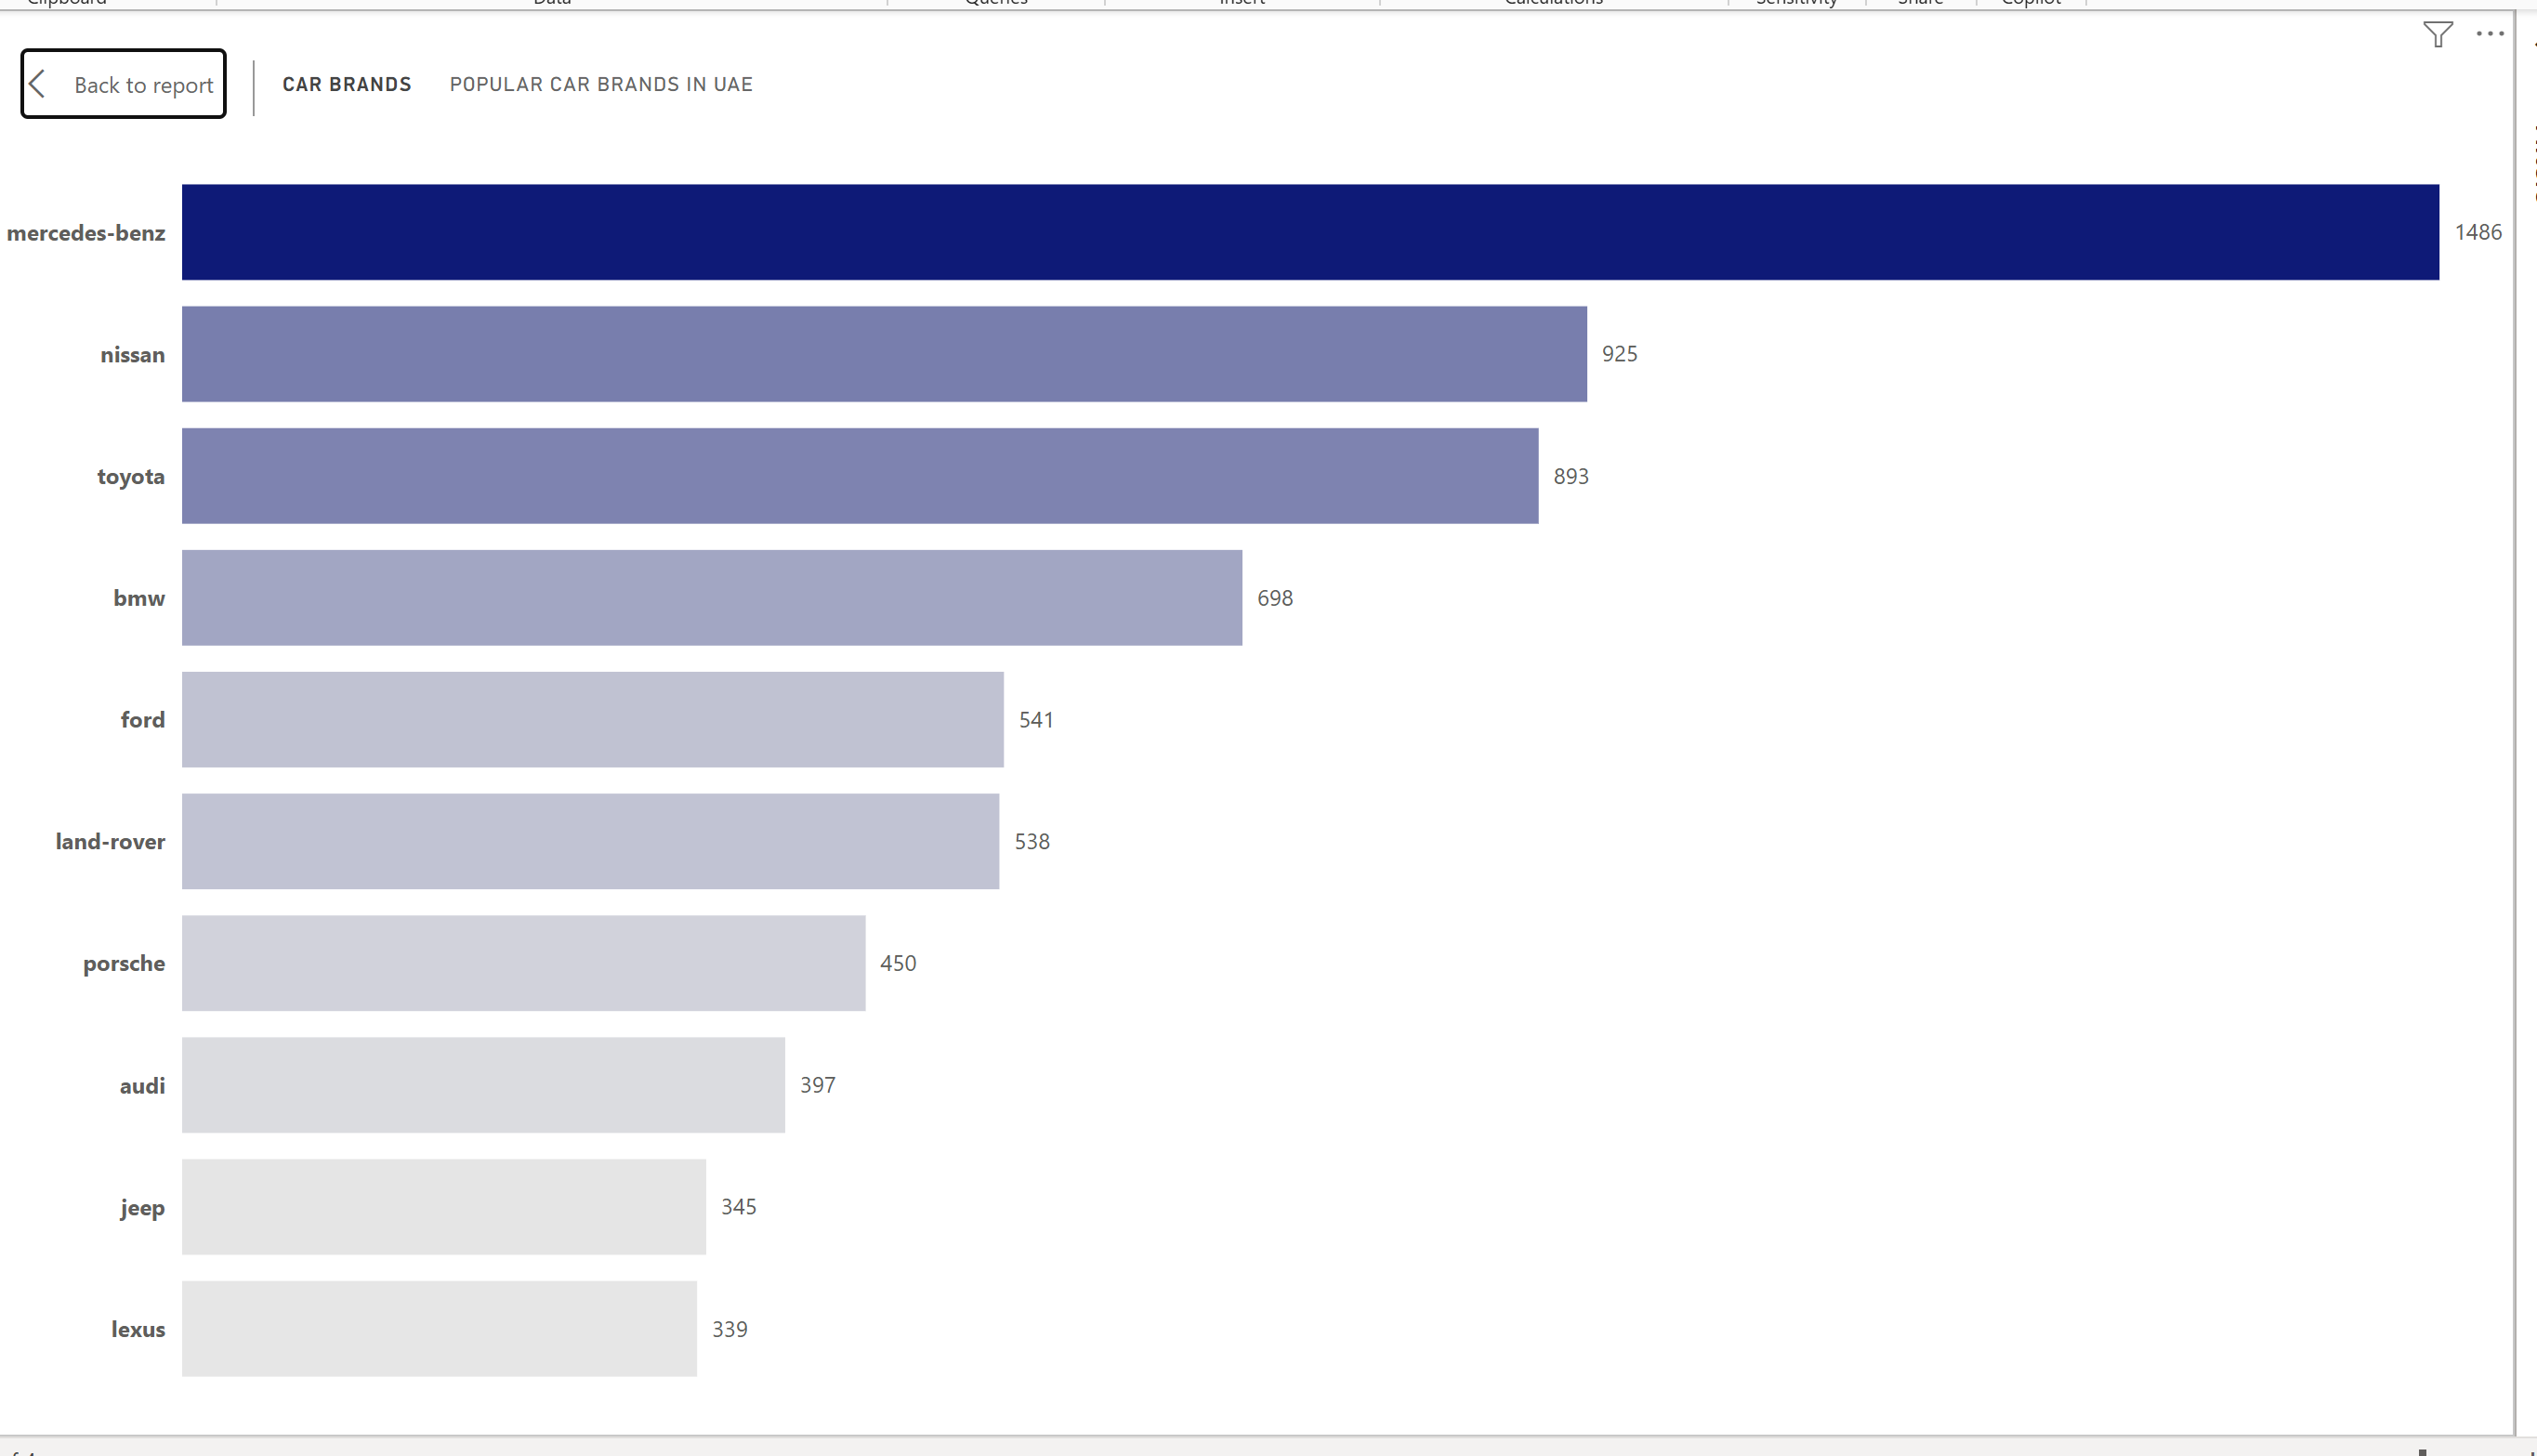 Clipboard Data Queries Insert Calculations Sensitivity Share Copilot
Back to report CAR BRANDS POPULAR CAR BRANDS IN UAE
mercedes-benz 1486
nissan 925
toyota 893
bmw 698
ford 541
land-rover 538
porsche 450
audi 397
jeep 345
lexus 339